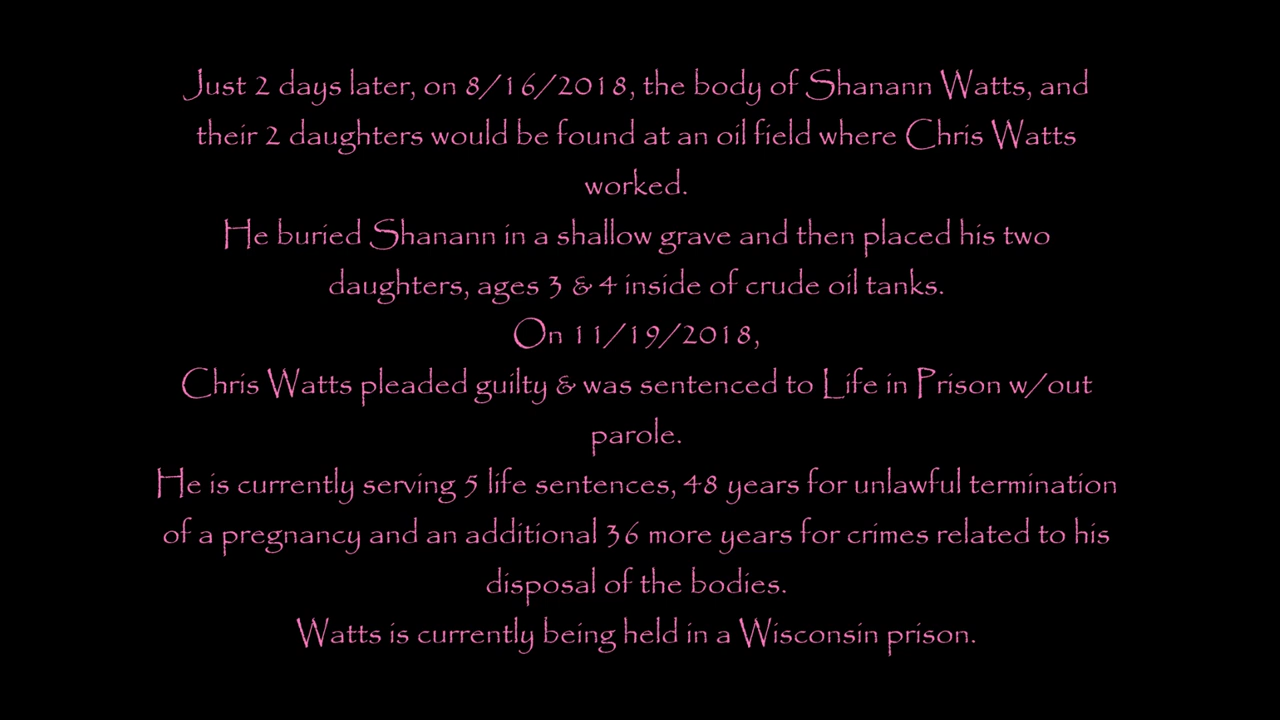 Just 2 days later, on 8/16/2018, the body of Shanann Watts, and
their 2 daughters would be found at an oil field where Chris Watts
worked.
He buried Shanann in a shallow grave and then placed his two
daughters, ages 3 & 4 inside of crude oil tanks.
On 11/19/2018,
Chris Watts pleaded guilty & was sentenced to Life in Prison w/out
parole.
He is currently serving 5 life sentences, 48 years for unlawful termination
of a pregnancy and an additional 36 more years for crimes related to his
disposal of the bodies.
Watts is currently being held in a Wisconsin prison.